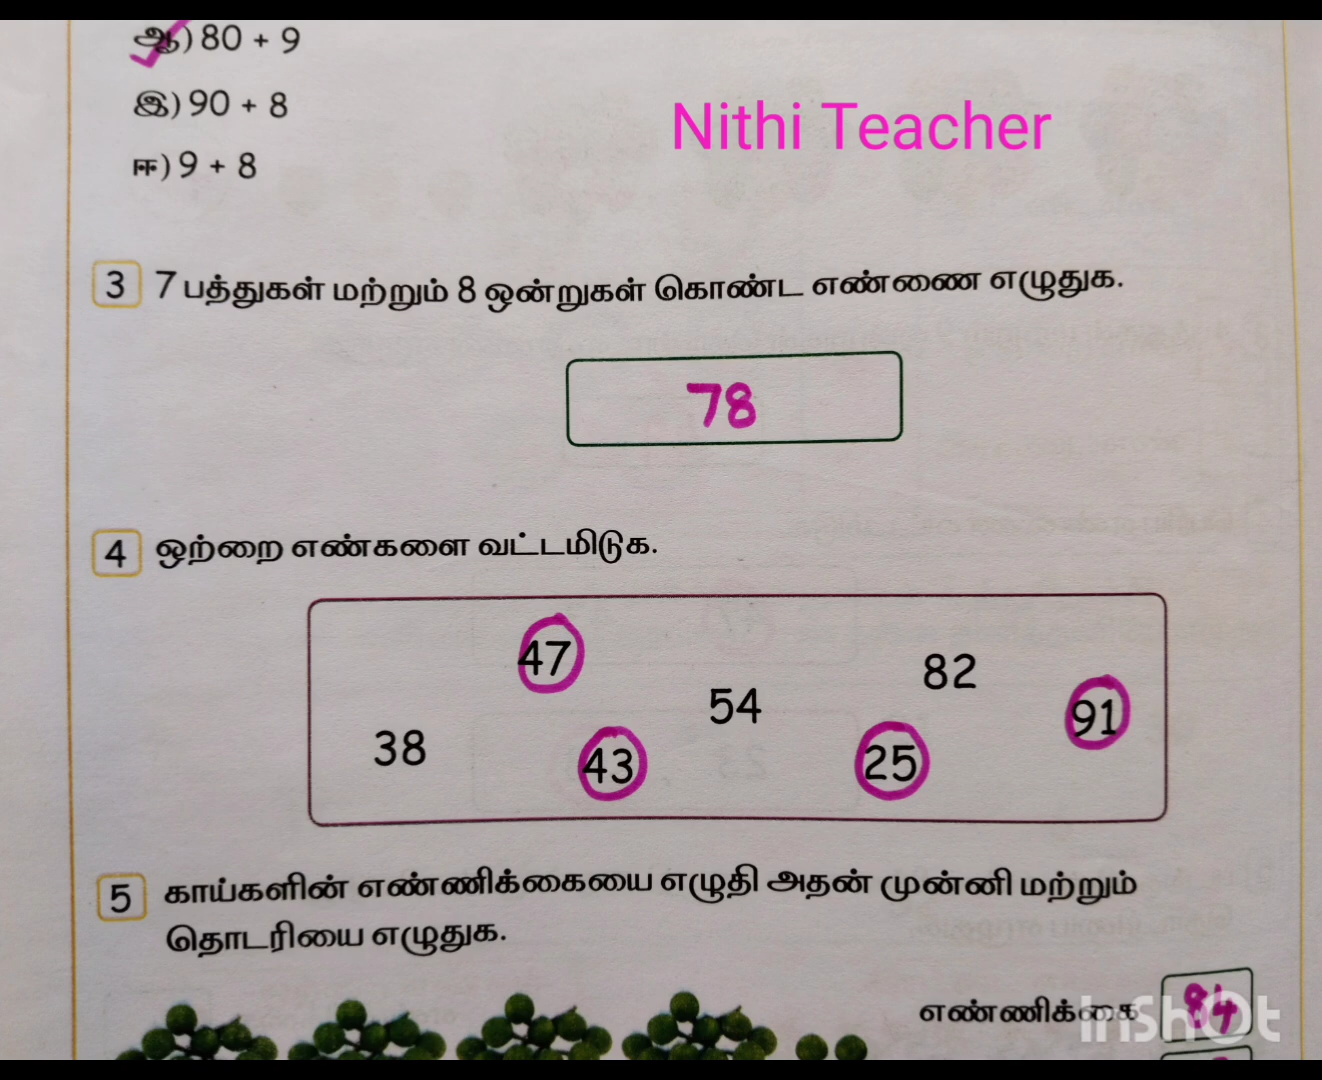 ஆ) 80 + 9
இ) 90 + 8
ஈ) 9 + 8
Nithi Teacher
3 7 பத்துகள் மற்றும் 8 ஒன்றுகள் கொண்ட எண்ணை எழுதுக.
78
4 ஒற்றை எண்களை வட்டமிடுக.
47 82
54 91
38 43 25
5 காய்களின் எண்ணிக்கையை எழுதி அதன் முன்னி மற்றும்
தொடரியை எழுதுக.
எண்ணிக்கை 84
InShOt